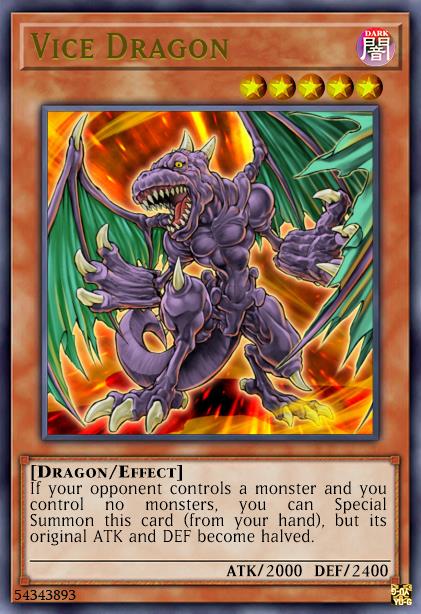 VICE DRAGON
DARK
闇
[DRAGON/EFFECT]
If your opponent controls a monster and you
control no monsters, you can Special
Summon this card (from your hand), but its
original ATK and DEF become halved.
ATK/2000 DEF/2400
54343893